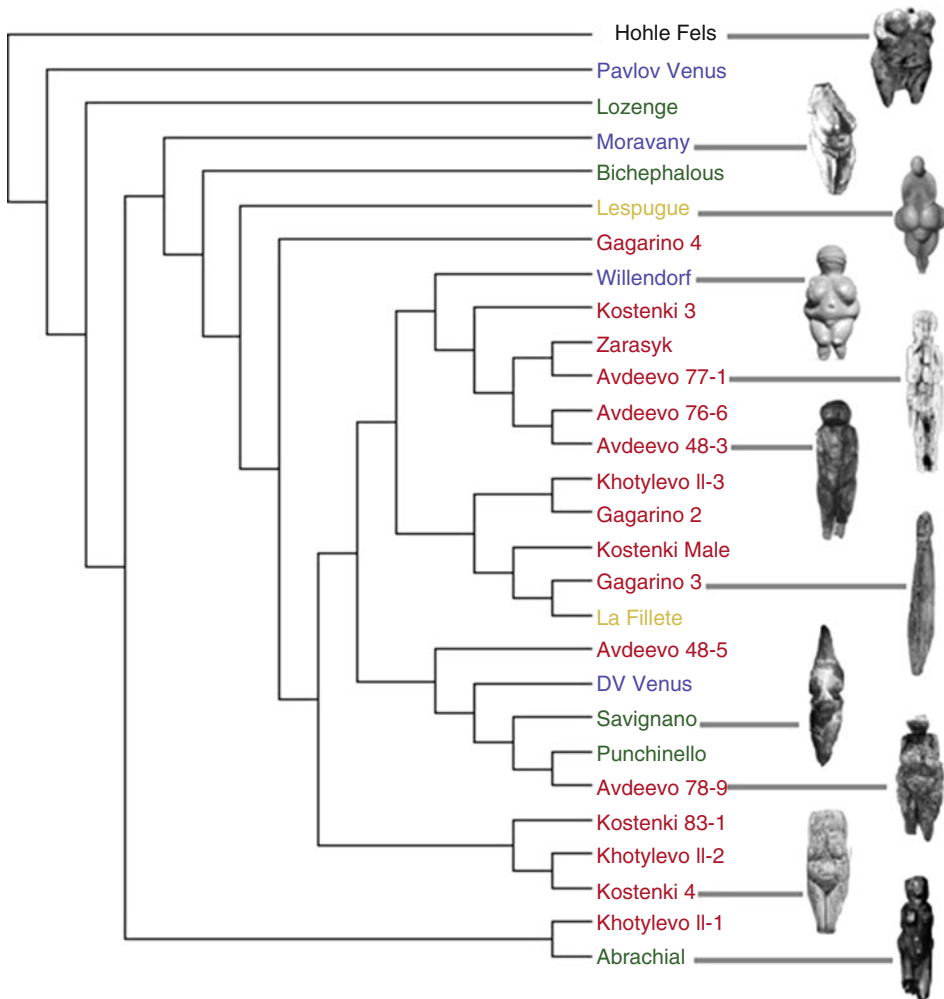 Hohle Fels
Pavlov Venus
Lozenge
Moravany
Bichephalous
Lespugue
Gagarino 4
Willendorf
Kostenki 3
Zarasyk
Avdeevo 77-1
Avdeevo 76-6
Avdeevo 48-3
Khotylevo ll-3
Gagarino 2
Kostenki Male
Gagarino 3
La Fillete
Avdeevo 48-5
DV Venus
Savignano
Punchinello
Avdeevo 78-9
Kostenki 83-1
Khotylevo ll-2
Kostenki 4
Khotylevo ll-1
Abrachial